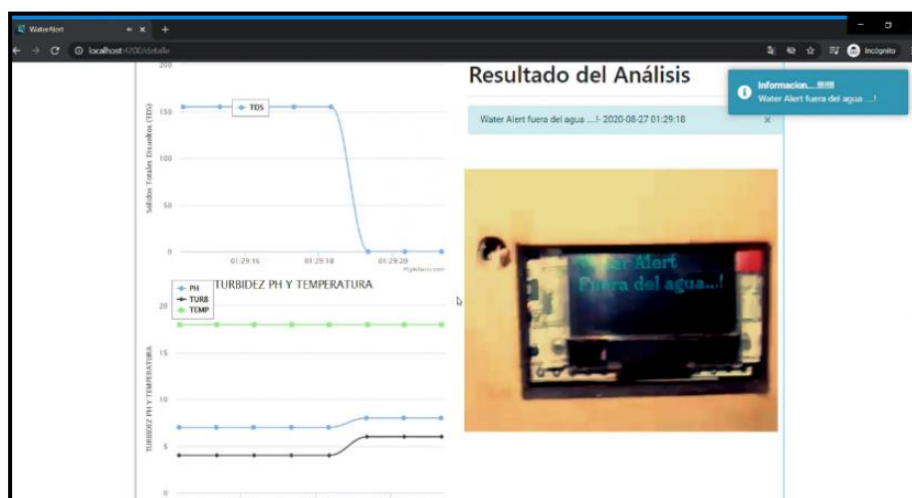 WaterAlert
localhost:4200/detalle
Incógnito
200
150
100
50
0
Sólidos Totales Disueltos (TDS)
TDS
01:29:16
01:29:18
01:29:20
Highcharts.com
TURBIDEZ PH Y TEMPERATURA
PH
TURB
TEMP
20
15
10
5
0
TURBIDEZ PH Y TEMPERATURA
Resultado del Análisis
Water Alert fuera del agua ....!- 2020-08-27 01:29:18
×
Informacion....!!!!!!!
Water Alert fuera del agua ....!
Water Alert
Fuera del agua...!